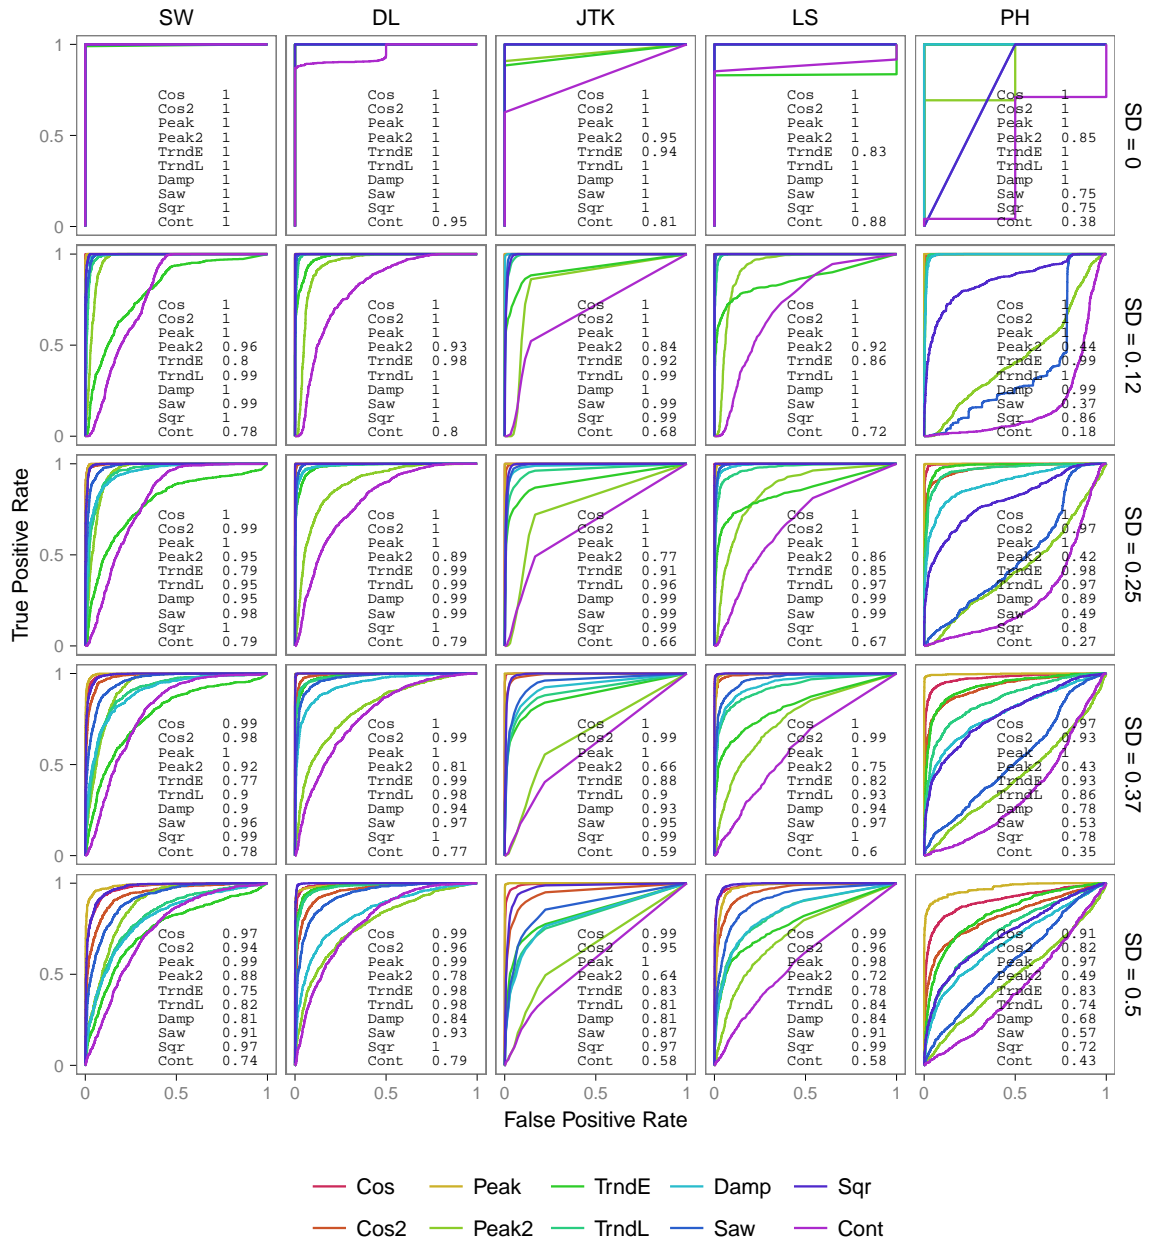 SW DL JTK LS PH
1
Cos 1 Cos 1 Cos 1 Cos 1 Cos 1
Cos2 1 Cos2 1 Cos2 1 Cos2 1 Cos2 1
Peak 1 Peak 1 Peak 1 Peak 1 Peak 1
0.5
Peak2 1 Peak2 1 Peak2 0.95 Peak2 1 Peak2 0.85
TrndE 1 TrndE 1 TrndE 0.94 TrndE 0.83 TrndE 1
TrndL 1 TrndL 1 TrndL 1 TrndL 1 TrndL 1
Damp 1 Damp 1 Damp 1 Damp 1 Damp 1
Saw 1 Saw 1 Saw 1 Saw 1 Saw 0.75
Sqr 1 Sqr 1 Sqr 1 Sqr 1 Sqr 0.75
Cont 1 Cont 0.95 Cont 0.81 Cont 0.88 Cont 0.38
0
SD = 0
1
Cos 1 Cos 1 Cos 1 Cos 1 Cos 1
Cos2 1 Cos2 1 Cos2 1 Cos2 1 Cos2 1
Peak 1 Peak 1 Peak 1 Peak 1 Peak 1
0.5
Peak2 0.96 Peak2 0.93 Peak2 0.84 Peak2 0.92 Peak2 0.44
TrndE 0.8 TrndE 0.98 TrndE 0.92 TrndE 0.86 TrndE 0.99
TrndL 0.99 TrndL 1 TrndL 0.99 TrndL 1 TrndL 1
Damp 1 Damp 1 Damp 1 Damp 1 Damp 0.99
Saw 0.99 Saw 1 Saw 0.99 Saw 1 Saw 0.37
Sqr 1 Sqr 1 Sqr 0.99 Sqr 1 Sqr 0.86
Cont 0.78 Cont 0.8 Cont 0.68 Cont 0.72 Cont 0.18
0
SD = 0.12
1
Cos 1 Cos 1 Cos 1 Cos 1 Cos 1
Cos2 0.99 Cos2 1 Cos2 1 Cos2 1 Cos2 0.97
Peak 1 Peak 1 Peak 1 Peak 1 Peak 1
0.5
Peak2 0.95 Peak2 0.89 Peak2 0.77 Peak2 0.86 Peak2 0.42
TrndE 0.79 TrndE 0.99 TrndE 0.91 TrndE 0.85 TrndE 0.98
TrndL 0.95 TrndL 0.99 TrndL 0.96 TrndL 0.97 TrndL 0.97
Damp 0.95 Damp 0.99 Damp 0.99 Damp 0.99 Damp 0.89
Saw 0.98 Saw 0.99 Saw 0.99 Saw 0.99 Saw 0.49
Sqr 1 Sqr 1 Sqr 0.99 Sqr 1 Sqr 0.8
Cont 0.79 Cont 0.79 Cont 0.66 Cont 0.67 Cont 0.27
0
SD = 0.25
True Positive Rate
1
Cos 0.99 Cos 1 Cos 1 Cos 1 Cos 0.97
Cos2 0.98 Cos2 0.99 Cos2 1 Cos2 0.99 Cos2 0.93
Peak 1 Peak 1 Peak 1 Peak 1 Peak 1
0.5
Peak2 0.92 Peak2 0.81 Peak2 0.66 Peak2 0.75 Peak2 0.43
TrndE 0.77 TrndE 0.99 TrndE 0.88 TrndE 0.82 TrndE 0.93
TrndL 0.9 TrndL 0.98 TrndL 0.9 TrndL 0.93 TrndL 0.86
Damp 0.9 Damp 0.94 Damp 0.93 Damp 0.94 Damp 0.78
Saw 0.96 Saw 0.97 Saw 0.95 Saw 0.97 Saw 0.53
Sqr 0.99 Sqr 1 Sqr 0.99 Sqr 1 Sqr 0.78
Cont 0.78 Cont 0.77 Cont 0.59 Cont 0.6 Cont 0.35
0
SD = 0.37
1
Cos 0.97 Cos 0.99 Cos 0.99 Cos 0.99 Cos 0.91
Cos2 0.94 Cos2 0.96 Cos2 0.95 Cos2 0.96 Cos2 0.82
Peak 0.99 Peak 0.99 Peak 1 Peak 0.98 Peak 0.97
0.5
Peak2 0.88 Peak2 0.78 Peak2 0.64 Peak2 0.72 Peak2 0.49
TrndE 0.75 TrndE 0.98 TrndE 0.83 TrndE 0.78 TrndE 0.83
TrndL 0.82 TrndL 0.98 TrndL 0.81 TrndL 0.84 TrndL 0.74
Damp 0.81 Damp 0.84 Damp 0.81 Damp 0.84 Damp 0.68
Saw 0.91 Saw 0.93 Saw 0.87 Saw 0.91 Saw 0.57
Sqr 0.97 Sqr 1 Sqr 0.97 Sqr 0.99 Sqr 0.72
Cont 0.74 Cont 0.79 Cont 0.58 Cont 0.58 Cont 0.43
0
SD = 0.5
0 0.5 1 0 0.5 1 0 0.5 1 0 0.5 1 0 0.5 1
False Positive Rate
Cos Peak TrndE Damp Sqr
Cos2 Peak2 TrndL Saw Cont